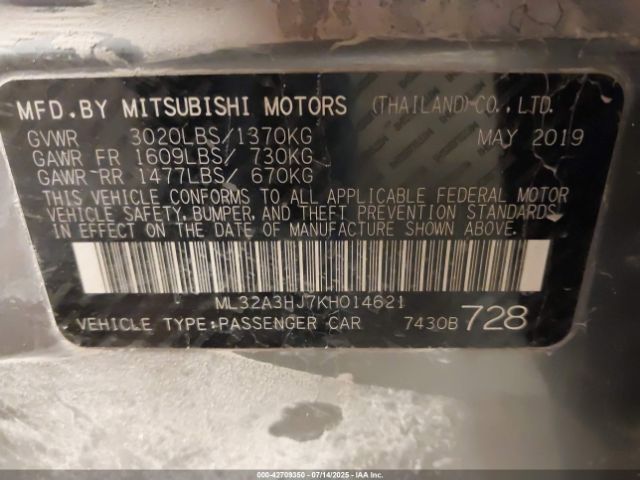 MFD. BY MITSUBISHI MOTORS (THAILAND) CO., LTD.
GVWR 3020LBS/1370KG MAY 2019
GAWR FR 1609LBS/ 730KG
GAWR RR 1477LBS/ 670KG
THIS VEHICLE CONFORMS TO ALL APPLICABLE FEDERAL MOTOR
VEHICLE SAFETY, BUMPER, AND THEFT PREVENTION STANDARDS
IN EFFECT ON THE DATE OF MANUFACTURE SHOWN ABOVE.
ML32A3HJ7KH014621
VEHICLE TYPE:PASSENGER CAR 7430B 728
000-42709350 | 07/14/2025 - IAA Inc.